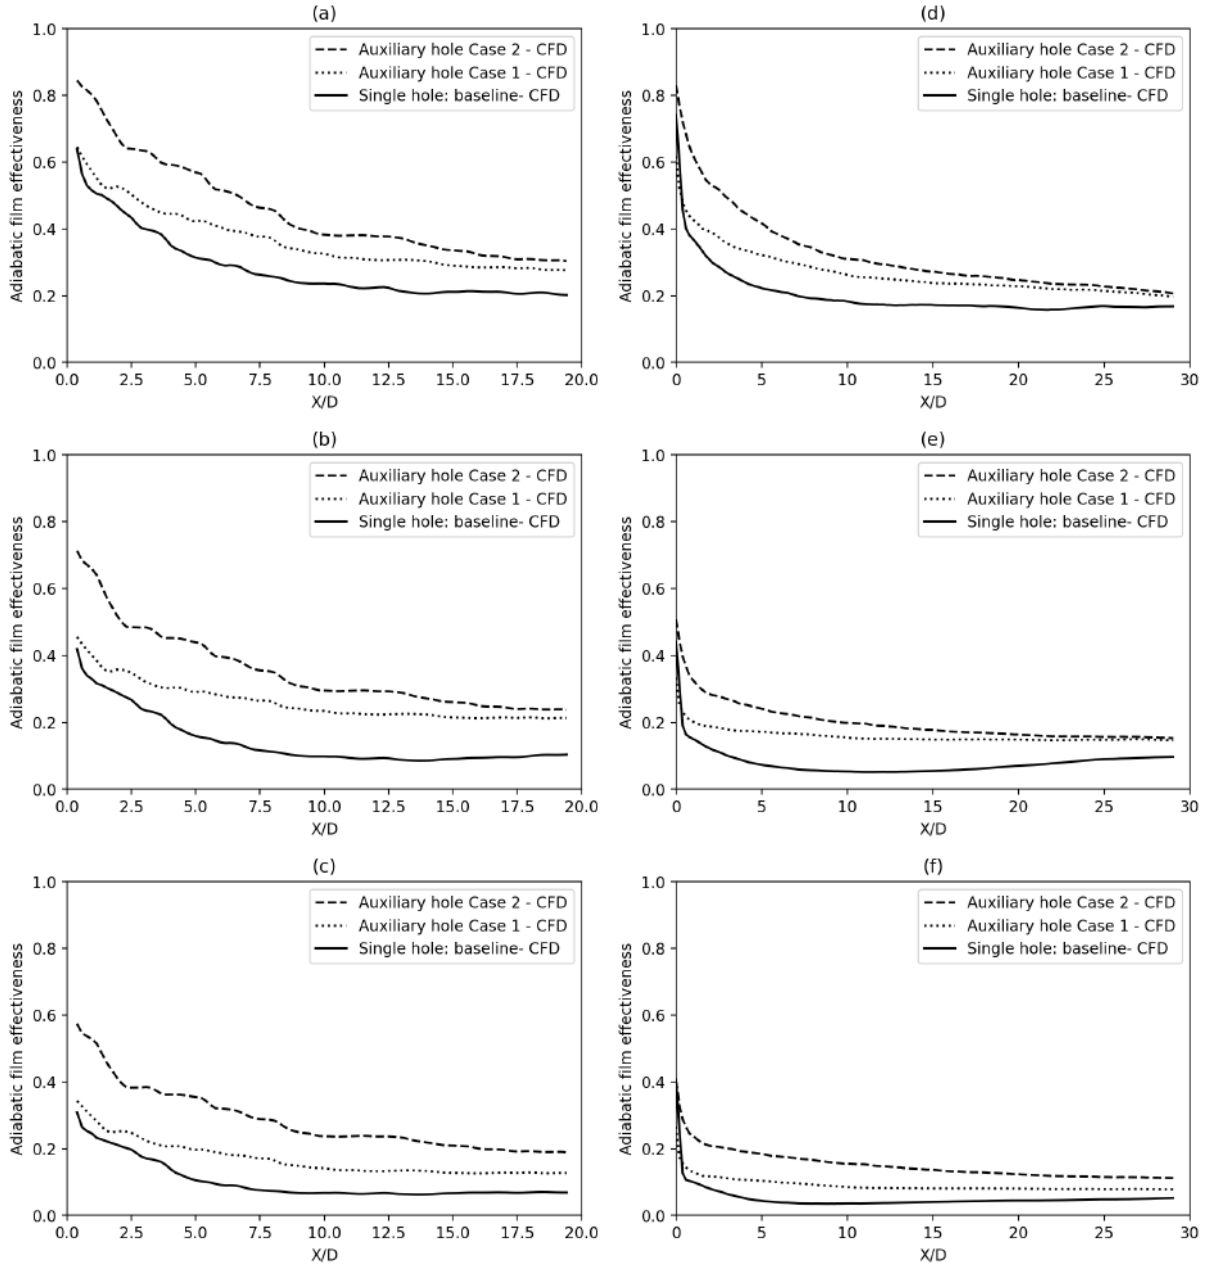 (a)
1.0
0.8
0.6
0.4
0.2
0.0
Adiabatic film effectiveness
Auxiliary hole Case 2 - CFD
Auxiliary hole Case 1 - CFD
Single hole: baseline- CFD
0.0 2.5 5.0 7.5 10.0 12.5 15.0 17.5 20.0
X/D
(d)
1.0
0.8
0.6
0.4
0.2
0.0
Adiabatic film effectiveness
Auxiliary hole Case 2 - CFD
Auxiliary hole Case 1 - CFD
Single hole: baseline- CFD
0 5 10 15 20 25 30
X/D
(b)
1.0
0.8
0.6
0.4
0.2
0.0
Adiabatic film effectiveness
Auxiliary hole Case 2 - CFD
Auxiliary hole Case 1 - CFD
Single hole: baseline- CFD
0.0 2.5 5.0 7.5 10.0 12.5 15.0 17.5 20.0
X/D
(e)
1.0
0.8
0.6
0.4
0.2
0.0
Adiabatic film effectiveness
Auxiliary hole Case 2 - CFD
Auxiliary hole Case 1 - CFD
Single hole: baseline- CFD
0 5 10 15 20 25 30
X/D
(c)
1.0
0.8
0.6
0.4
0.2
0.0
Adiabatic film effectiveness
Auxiliary hole Case 2 - CFD
Auxiliary hole Case 1 - CFD
Single hole: baseline- CFD
0.0 2.5 5.0 7.5 10.0 12.5 15.0 17.5 20.0
X/D
(f)
1.0
0.8
0.6
0.4
0.2
0.0
Adiabatic film effectiveness
Auxiliary hole Case 2 - CFD
Auxiliary hole Case 1 - CFD
Single hole: baseline- CFD
0 5 10 15 20 25 30
X/D